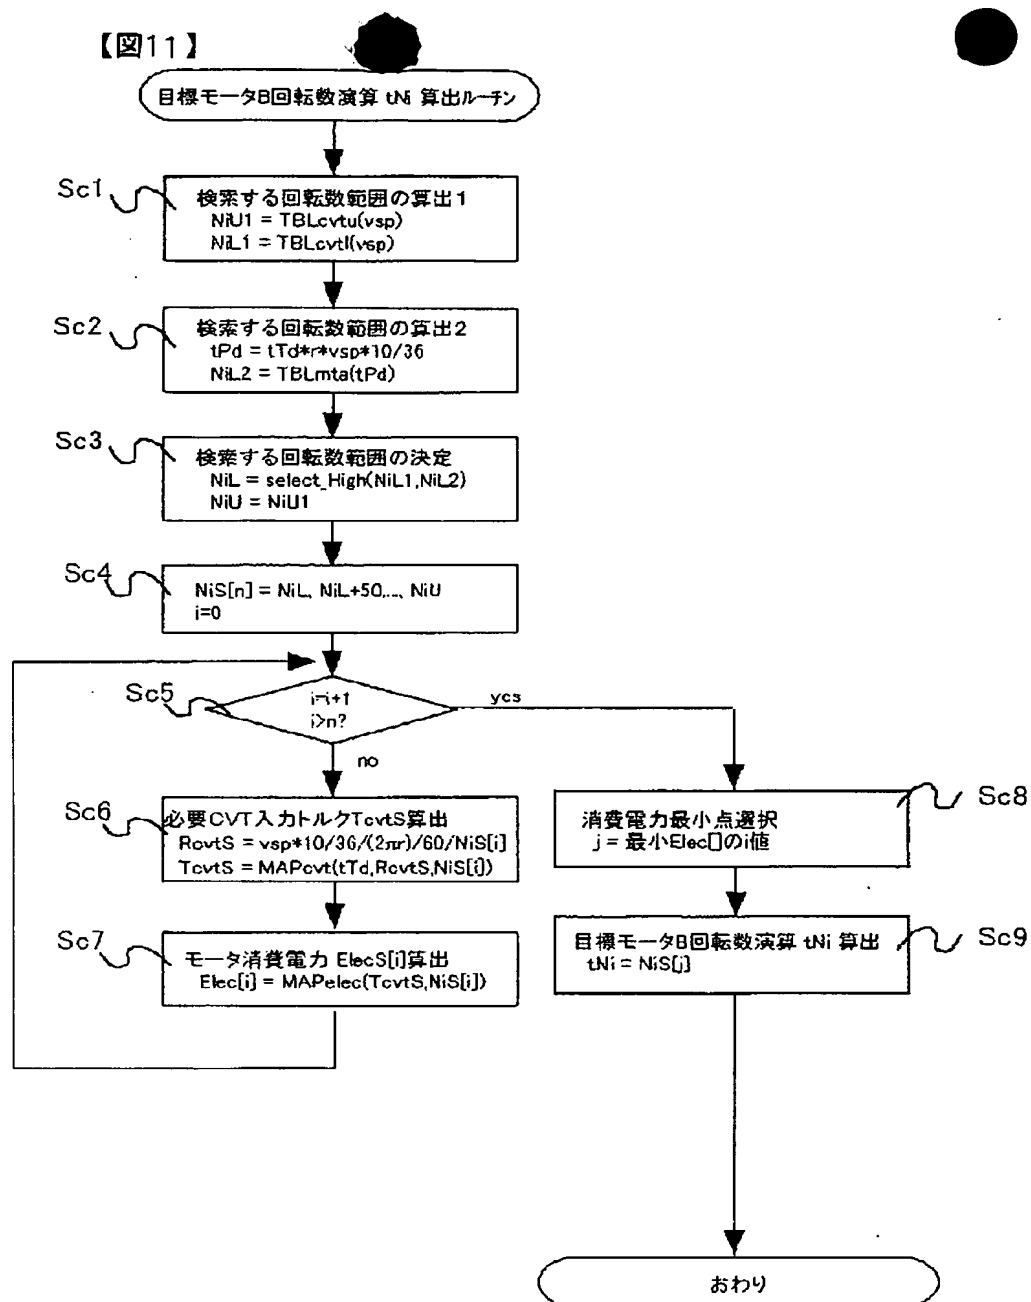 【図11】
目標モータB回転数演算 tNi 算出ルーチン
Sc1
検索する回転数範囲の算出1
NiU1 = TBLcvtu(vsp)
NiL1 = TBLcvtl(vsp)
Sc2
検索する回転数範囲の算出2
tPd = tTd*r*vsp*10/36
NiL2 = TBLmta(tPd)
Sc3
検索する回転数範囲の決定
NiL = select_High(NiL1,NiL2)
NiU = NiU1
Sc4
NiS[n] = NiL, NiL+50,..., NiU
i=0
Sc5
i=i+1
i>n?
yes
no
Sc6
必要CVT入力トルクTcvtS算出
RcvtS = vsp*10/36/(2πr)/60/NiS[i]
TcvtS = MAPcvt(tTd,RcvtS,NiS[i])
Sc7
モータ消費電力 ElecS[i]算出
Elec[i] = MAPelec(TcvtS,NiS[i])
Sc8
消費電力最小点選択
j = 最小Elec[]のi値
Sc9
目標モータB回転数演算 tNi 算出
tNi = NiS[j]
おわり